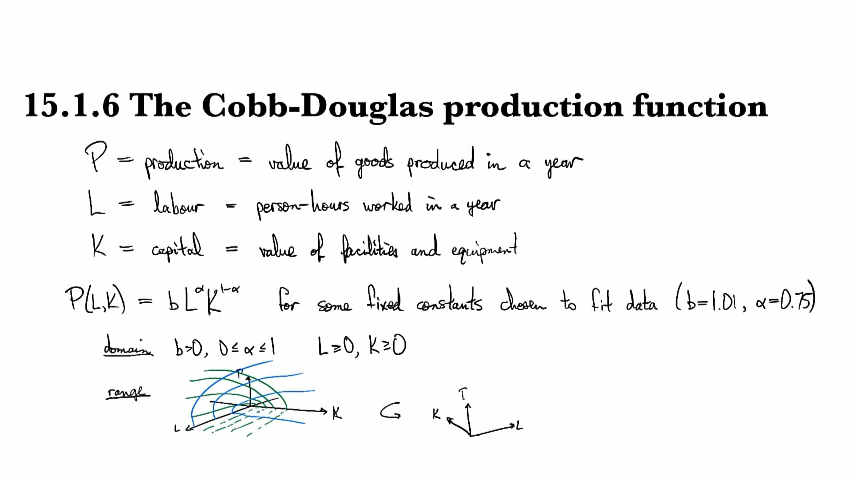 15.1.6 The Cobb-Douglas production function
P = production = value of goods produced in a year
L = labour = person-hours worked in a year
K = capital = value of facilities and equipment
P(L,K) = b L^α K^(1-α) for some fixed constants chosen to fit data (b=1.01, α=0.75)
domain b>0, 0≤α≤1 L≥0, K≥0
range
P
L K
T
K L